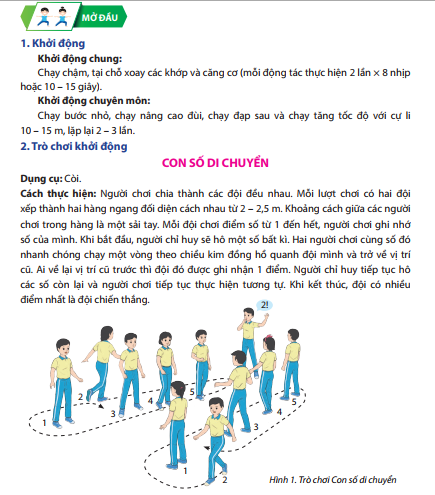 MỞ ĐẦU
1. Khởi động
Khởi động chung:
Chạy chậm, tại chỗ xoay các khớp và căng cơ (mỗi động tác thực hiện 2 lần × 8 nhịp
hoặc 10 – 15 giây).
Khởi động chuyên môn:
Chạy bước nhỏ, chạy nâng cao đùi, chạy đạp sau và chạy tăng tốc độ với cự li
10 – 15 m, lặp lại 2 – 3 lần.
2. Trò chơi khởi động
CON SỐ DI CHUYỂN
Dụng cụ: Còi.
Cách thực hiện: Người chơi chia thành các đội đều nhau. Mỗi lượt chơi có hai đội
xếp thành hai hàng ngang đối diện cách nhau từ 2 – 2,5 m. Khoảng cách giữa các người
chơi trong hàng là một sải tay. Mỗi đội chơi điểm số từ 1 đến hết, người chơi ghi nhớ
số của mình. Khi bắt đầu, người chỉ huy sẽ hô một số bất kì. Hai người chơi cùng số đó
nhanh chóng chạy một vòng theo chiều kim đồng hồ quanh đội mình và trở về vị trí
cũ. Ai về lại vị trí cũ trước thì đội đó được ghi nhận 1 điểm. Người chỉ huy tiếp tục hô
các số còn lại và người chơi tiếp tục thực hiện tương tự. Khi kết thúc, đội có nhiều
điểm nhất là đội chiến thắng.
2!
1
2
3
4
5
1
2
3
4
5
Hình 1. Trò chơi Con số di chuyển